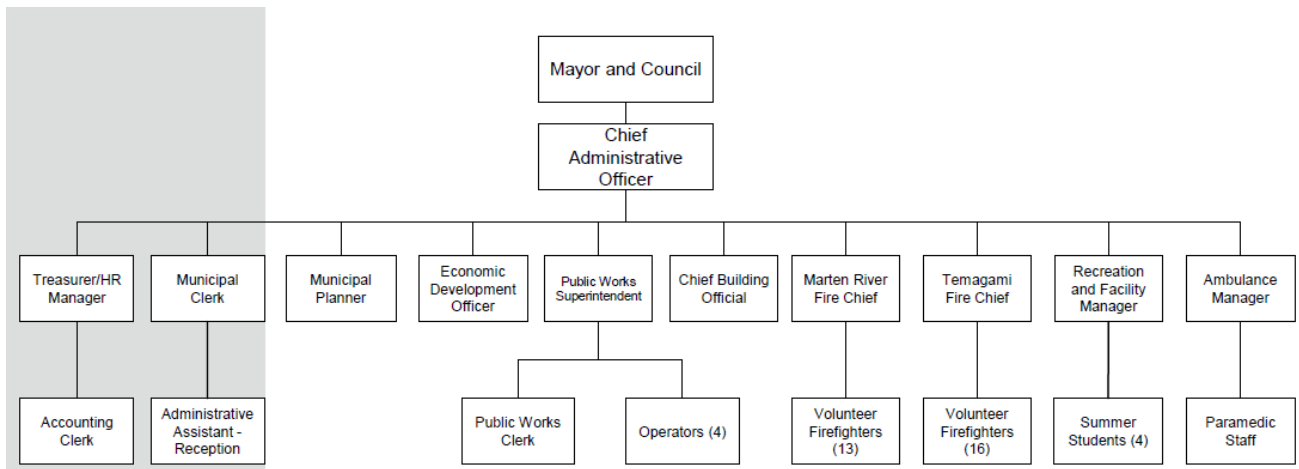 Mayor and Council
Chief
Administrative
Officer
Treasurer/HR
Manager
Municipal
Clerk
Municipal
Planner
Economic
Development
Officer
Public Works
Superintendent
Chief Building
Official
Marten River
Fire Chief
Temagami
Fire Chief
Recreation
and Facility
Manager
Ambulance
Manager
Accounting
Clerk
Administrative
Assistant -
Reception
Public Works
Clerk
Operators (4)
Volunteer
Firefighters
(13)
Volunteer
Firefighters
(16)
Summer
Students (4)
Paramedic
Staff